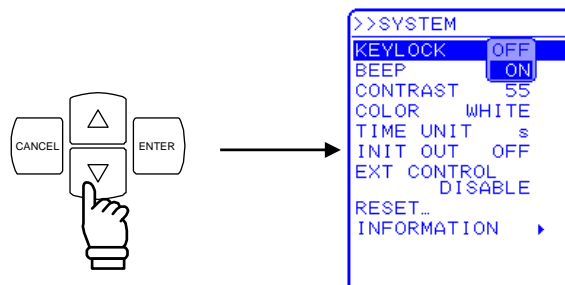 CANCEL
ENTER
>>SYSTEM
KEYLOCK OFF
BEEP ON
CONTRAST 55
COLOR WHITE
TIME UNIT s
INIT OUT OFF
EXT CONTROL
DISABLE
RESET…
INFORMATION